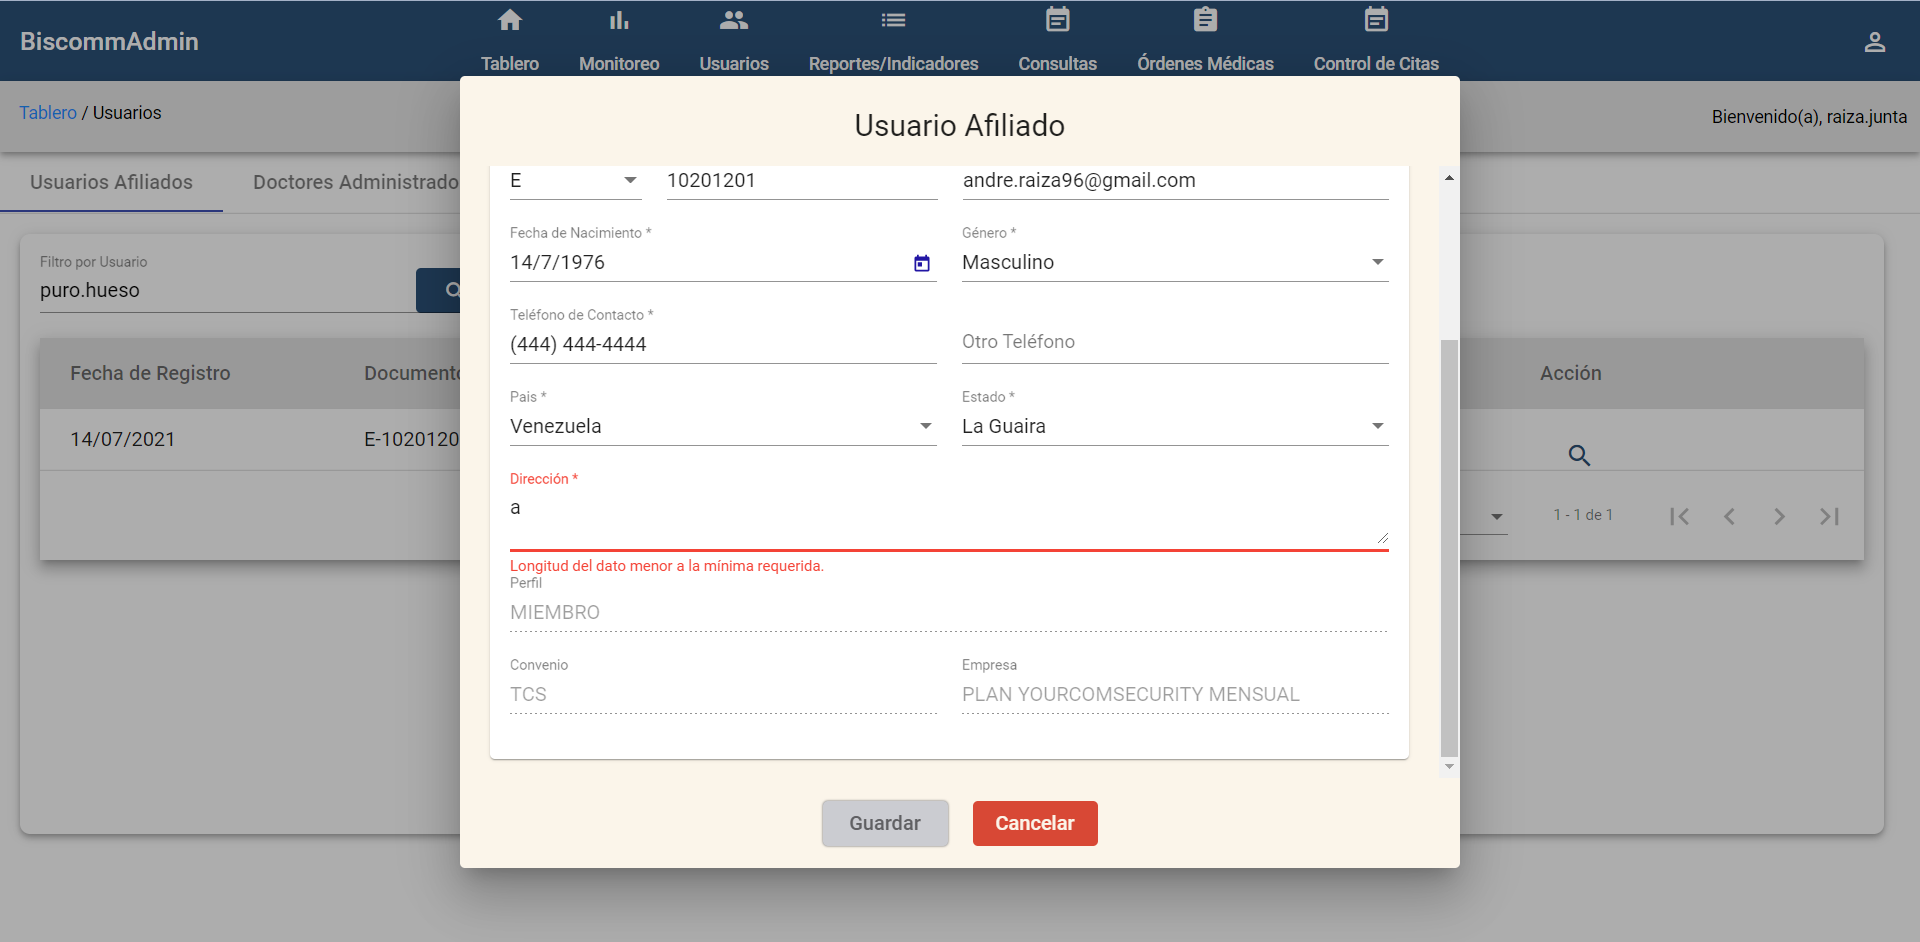 BiscommAdmin
Tablero
Monitoreo
Usuarios
Reportes/Indicadores
Consultas
Órdenes Médicas
Control de Citas
Tablero / Usuarios
Bienvenido(a), raiza.junta
Usuarios Afiliados
Doctores Administrado
Filtro por Usuario
puro.hueso
Fecha de Registro
Documento
Acción
14/07/2021
E-1020120
1 - 1 de 1
Usuario Afiliado
E
10201201
andre.raiza96@gmail.com
Fecha de Nacimiento *
Género *
14/7/1976
Masculino
Teléfono de Contacto *
(444) 444-4444
Otro Teléfono
Pais *
Estado *
Venezuela
La Guaira
Dirección *
a
Longitud del dato menor a la mínima requerida.
Perfil
MIEMBRO
Convenio
Empresa
TCS
PLAN YOURCOMSECURITY MENSUAL
Guardar
Cancelar